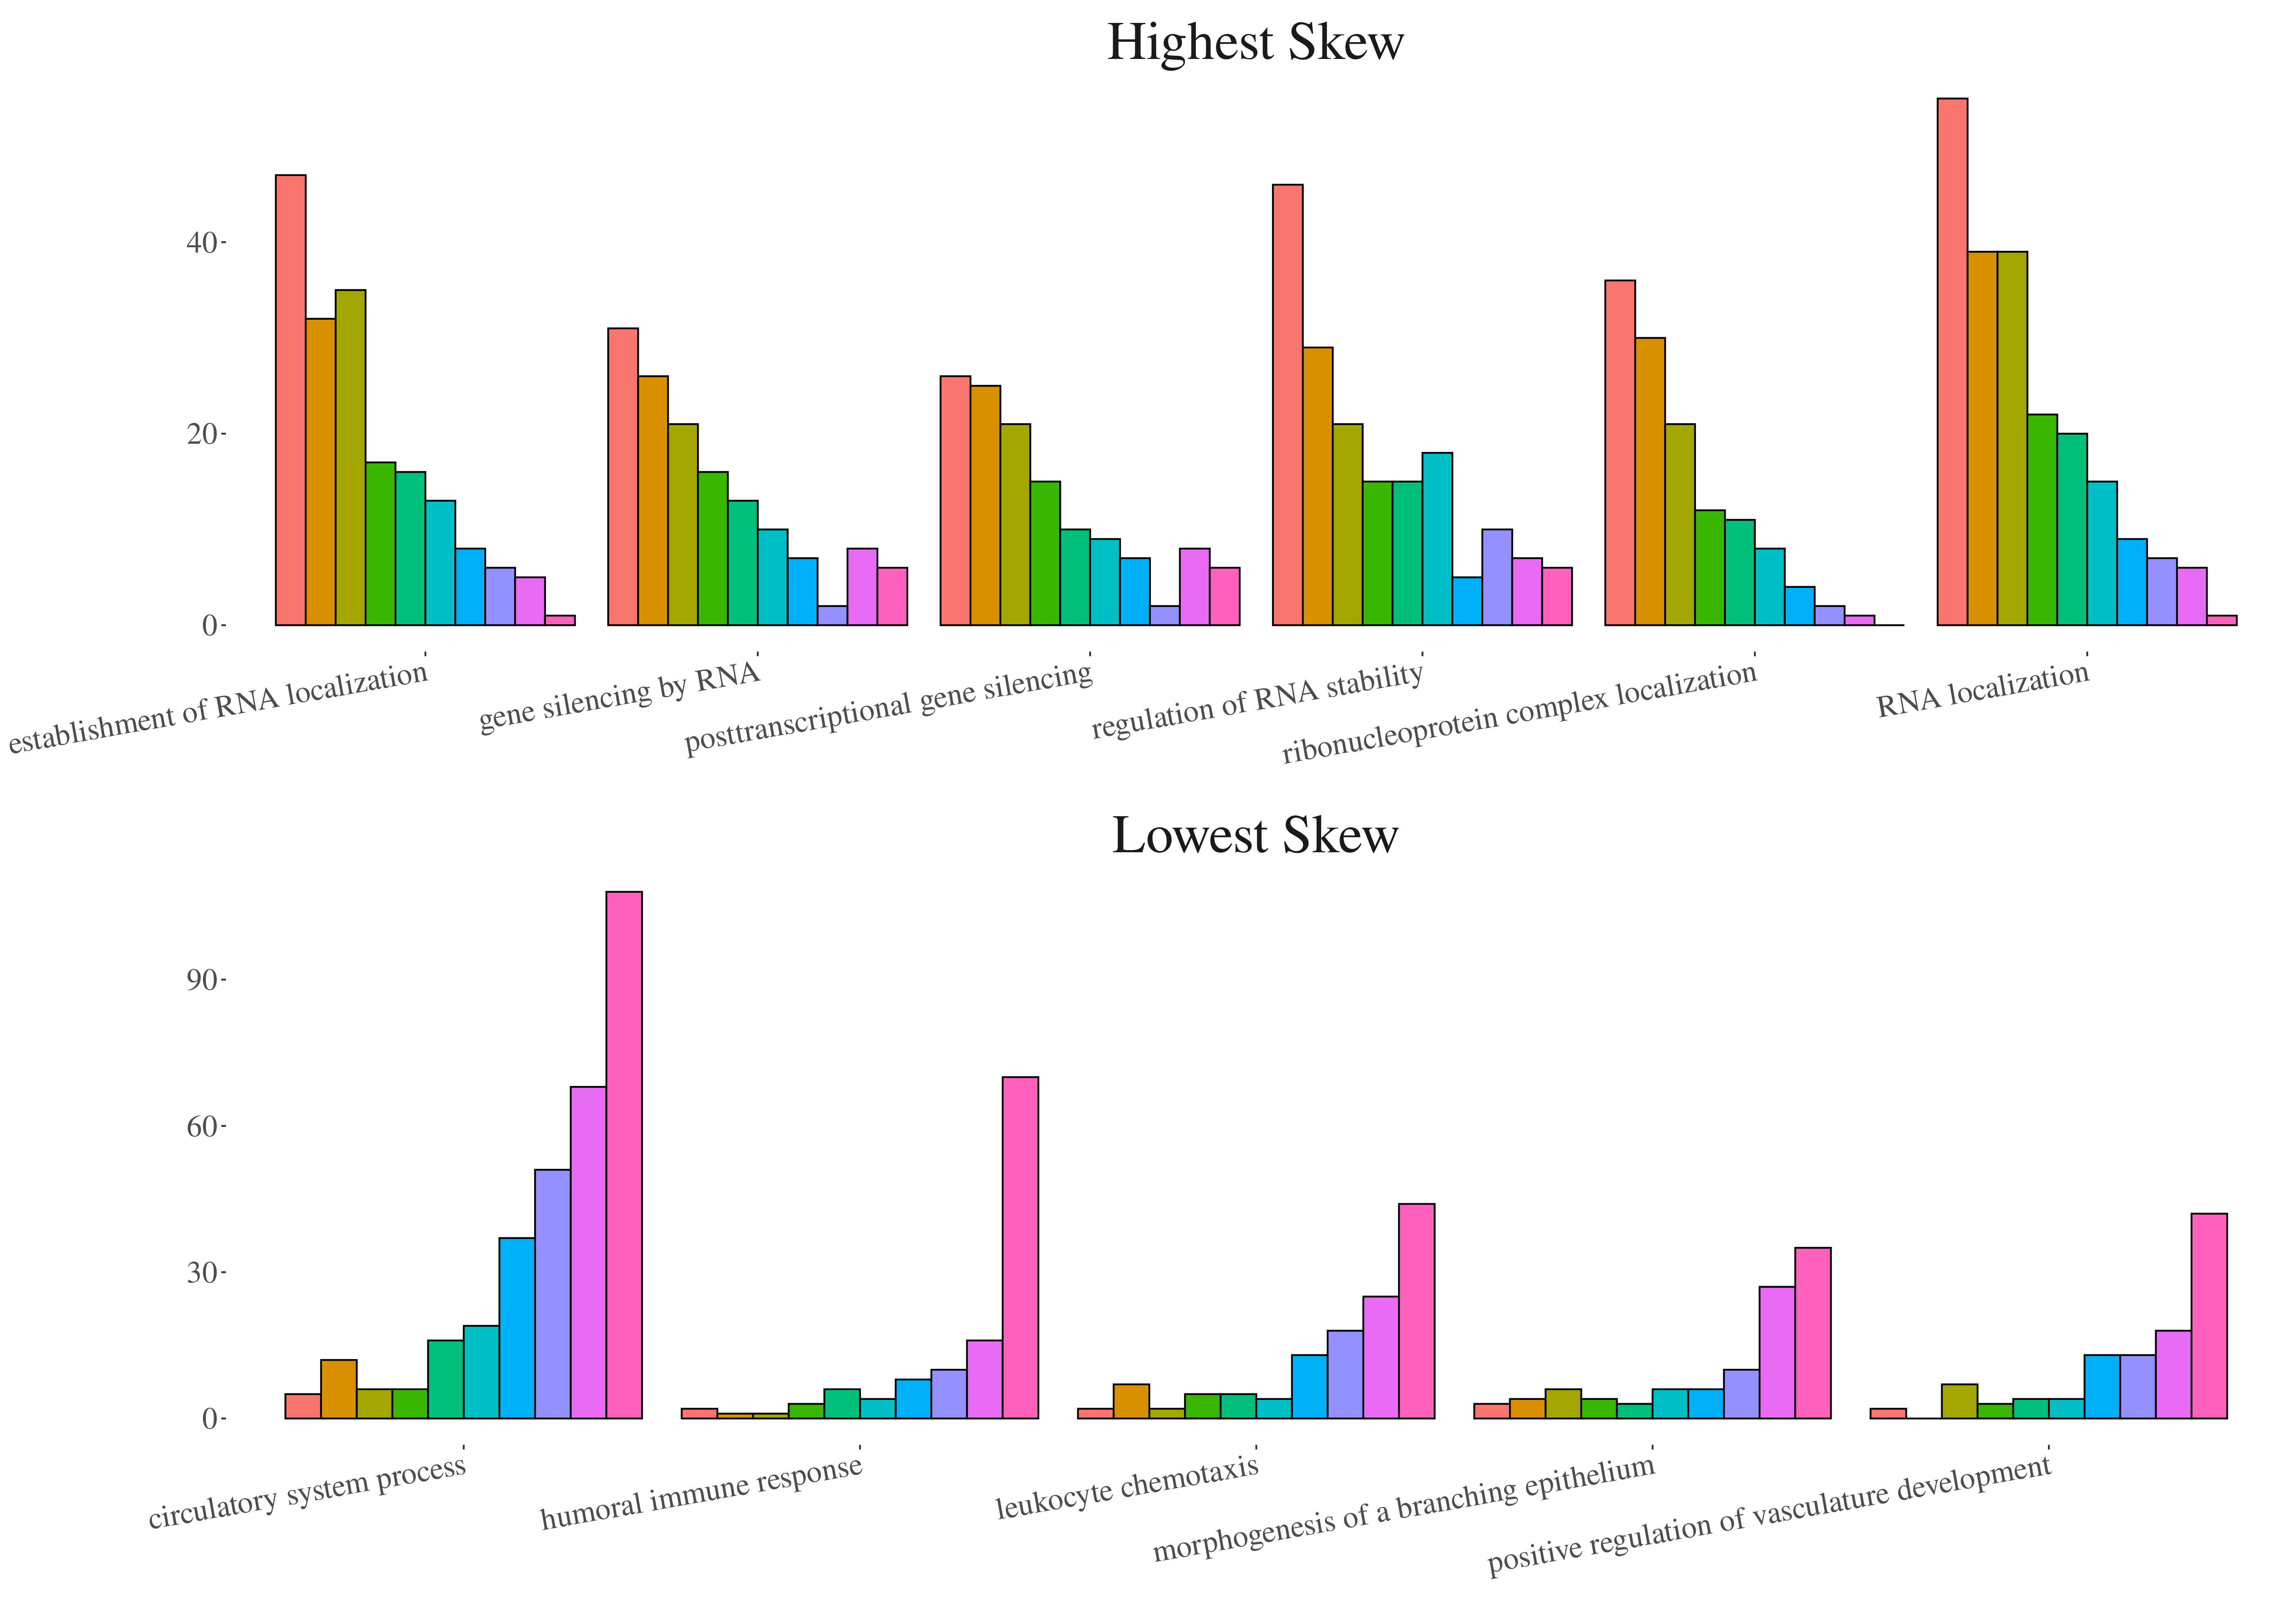 Highest Skew
40
20
0
establishment of RNA localization
gene silencing by RNA
posttranscriptional gene silencing
regulation of RNA stability
ribonucleoprotein complex localization
RNA localization
Lowest Skew
90
60
30
0
circulatory system process
humoral immune response
leukocyte chemotaxis
morphogenesis of a branching epithelium
positive regulation of vasculature development